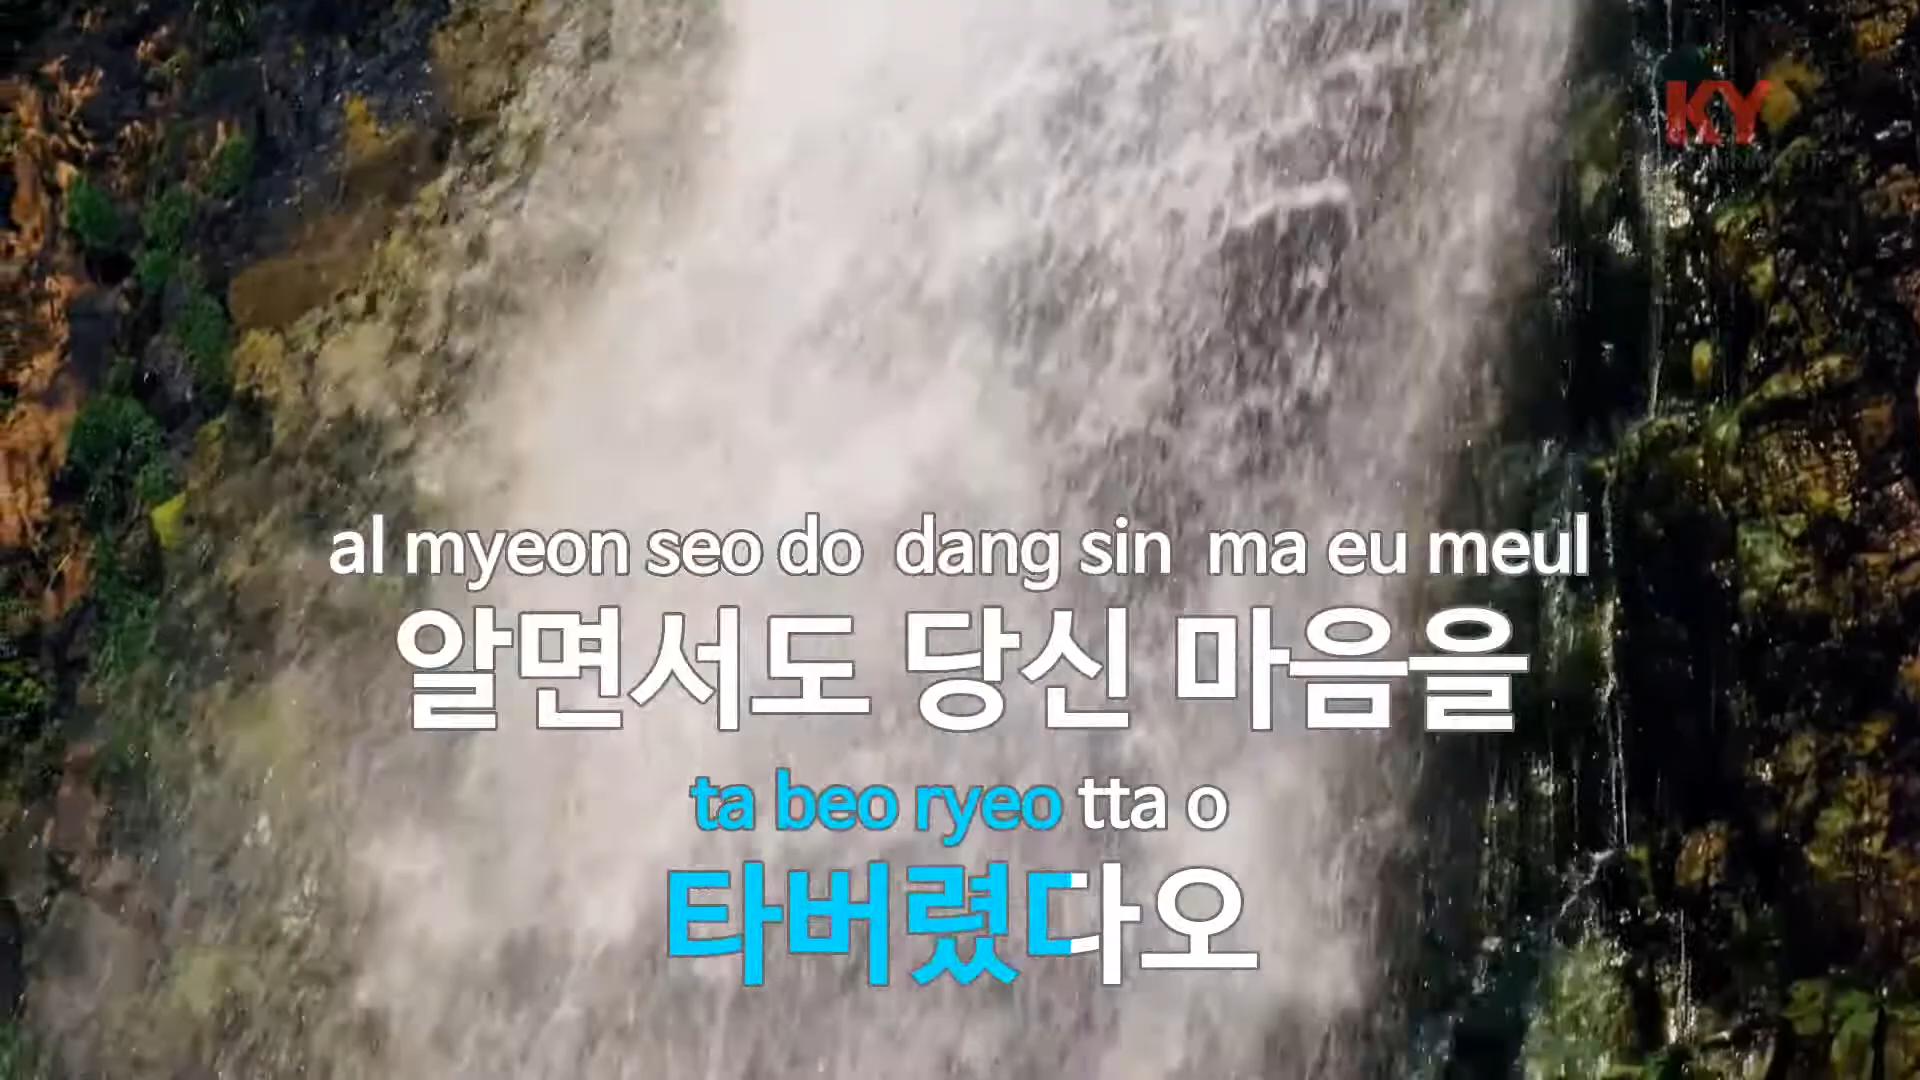 KY
al myeon seo do dang sin ma eu meul
알면서도 당신 마음을
ta beo ryeo tta o
타버렸다오